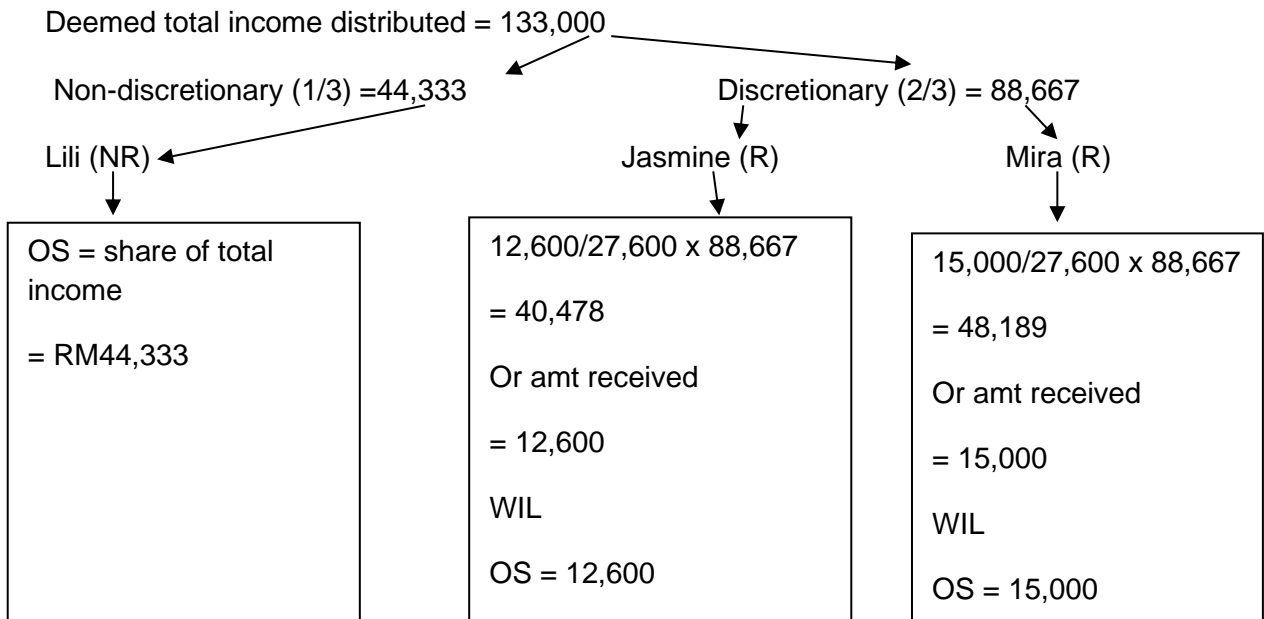 Deemed total income distributed = 133,000
Non-discretionary (1/3) =44,333
Discretionary (2/3) = 88,667
Lili (NR)
Jasmine (R)
Mira (R)
OS = share of total
income
= RM44,333
12,600/27,600 x 88,667
= 40,478
Or amt received
= 12,600
WIL
OS = 12,600
15,000/27,600 x 88,667
= 48,189
Or amt received
= 15,000
WIL
OS = 15,000